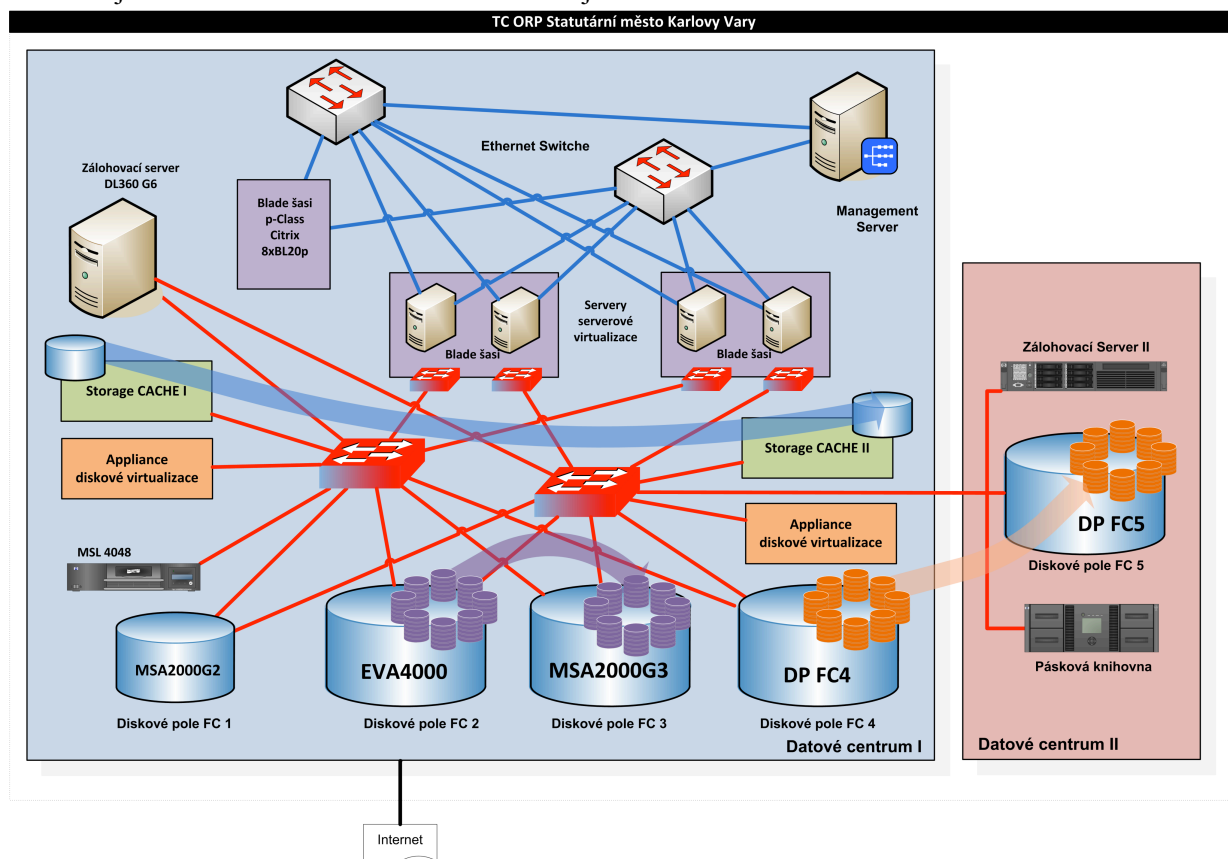 TC ORP Statutární město Karlovy Vary
Ethernet Switche
Zálohovací server
DL360 G6
Blade šasi
p-Class
Citrix
8xBL20p
Management
Server
Servery
serverové
virtualizace
Blade šasi
Blade šasi
Storage CACHE I
Storage CACHE II
Appliance
diskové virtualizace
Appliance
diskové virtualizace
MSL 4048
MSA2000G2
EVA4000
MSA2000G3
DP FC4
Diskové pole FC 1
Diskové pole FC 2
Diskové pole FC 3
Diskové pole FC 4
Datové centrum I
Zálohovací Server II
DP FC5
Diskové pole FC 5
Pásková knihovna
Datové centrum II
Internet